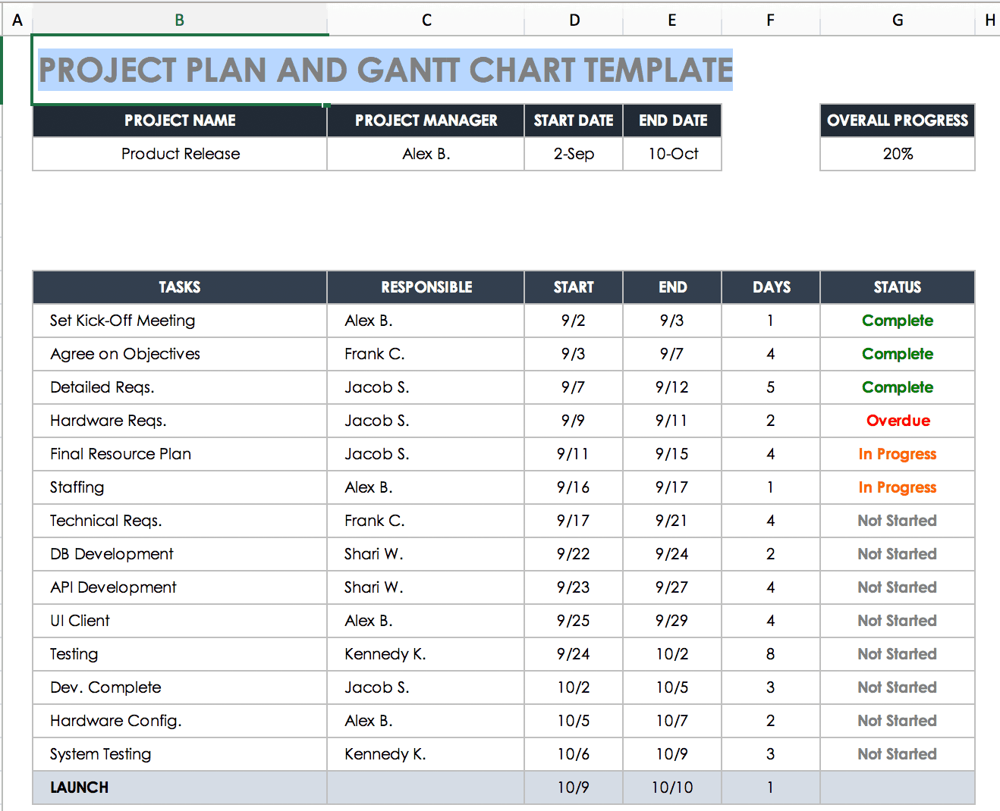 A B C D E F G H
PROJECT PLAN AND GANTT CHART TEMPLATE
PROJECT NAME PROJECT MANAGER START DATE END DATE OVERALL PROGRESS
Product Release Alex B. 2-Sep 10-Oct 20%
TASKS RESPONSIBLE START END DAYS STATUS
Set Kick-Off Meeting Alex B. 9/2 9/3 1 Complete
Agree on Objectives Frank C. 9/3 9/7 4 Complete
Detailed Reqs. Jacob S. 9/7 9/12 5 Complete
Hardware Reqs. Jacob S. 9/9 9/11 2 Overdue
Final Resource Plan Jacob S. 9/11 9/15 4 In Progress
Staffing Alex B. 9/16 9/17 1 In Progress
Technical Reqs. Frank C. 9/17 9/21 4 Not Started
DB Development Shari W. 9/22 9/24 2 Not Started
API Development Shari W. 9/23 9/27 4 Not Started
UI Client Alex B. 9/25 9/29 4 Not Started
Testing Kennedy K. 9/24 10/2 8 Not Started
Dev. Complete Jacob S. 10/2 10/5 3 Not Started
Hardware Config. Alex B. 10/5 10/7 2 Not Started
System Testing Kennedy K. 10/6 10/9 3 Not Started
LAUNCH 10/9 10/10 1